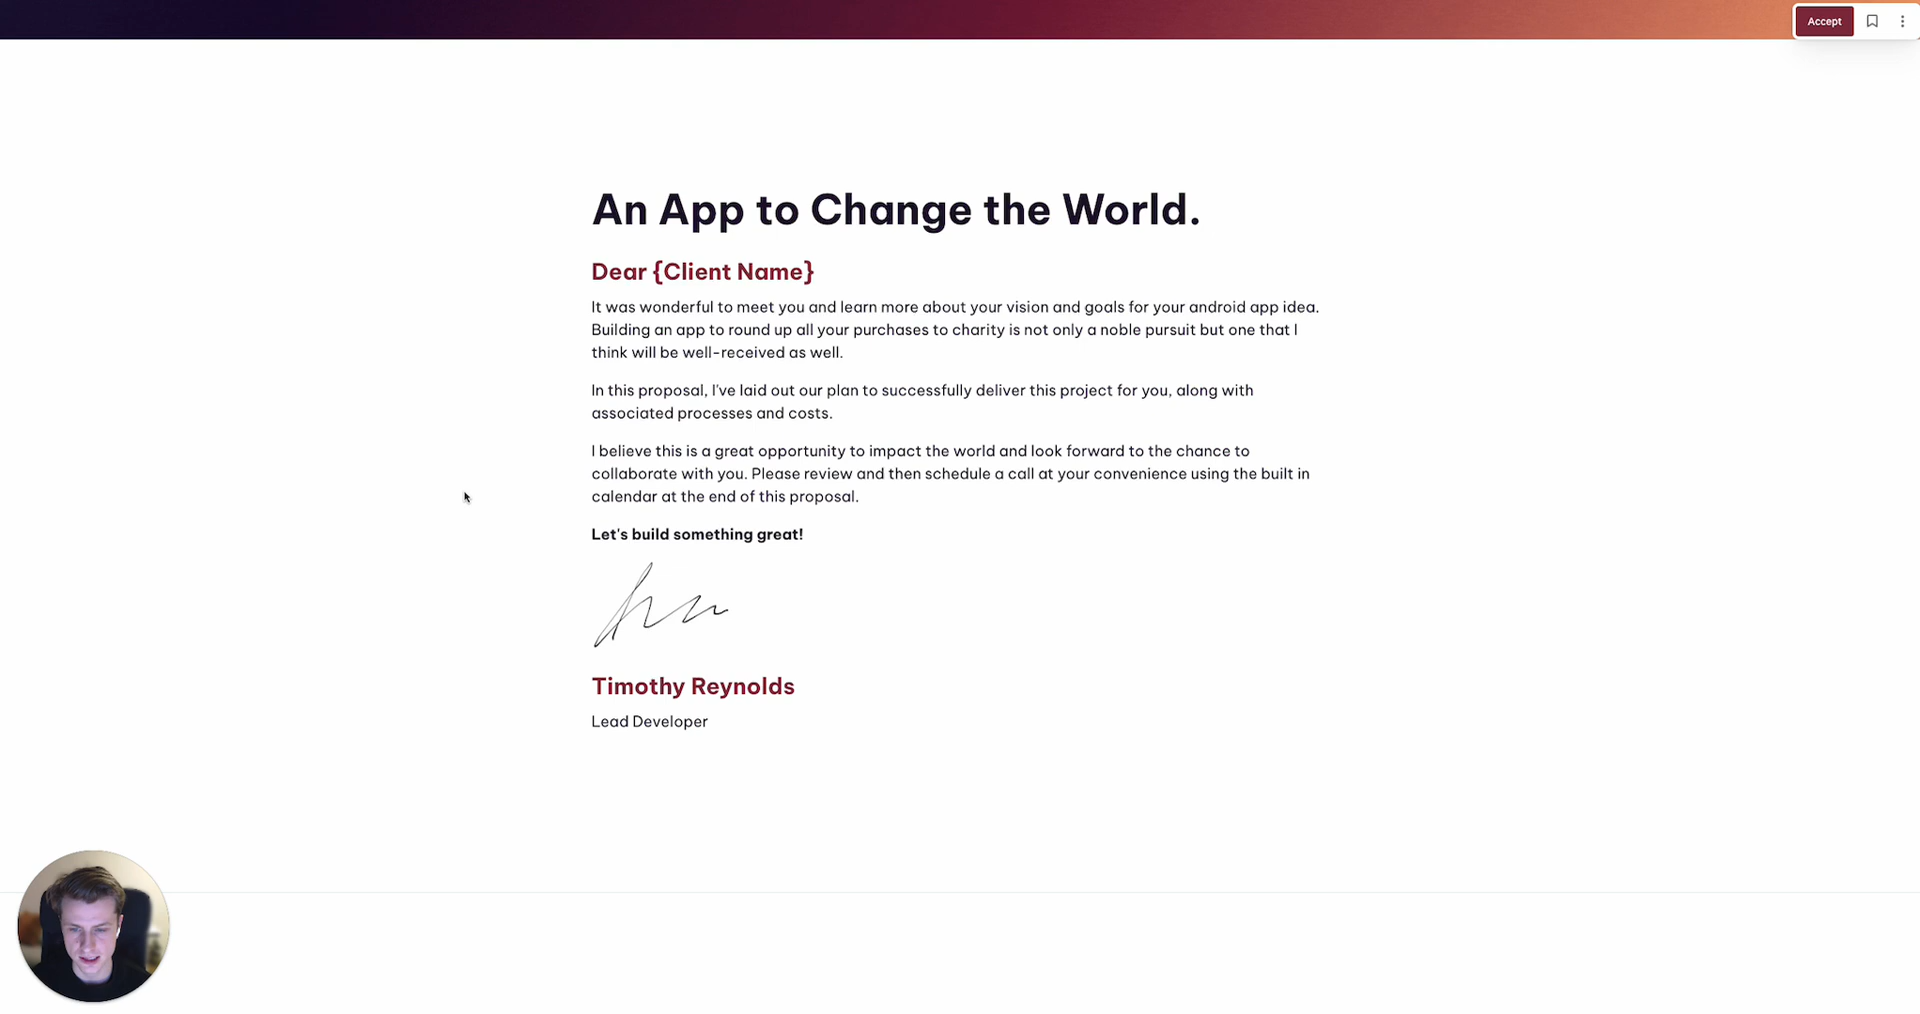 Accept
An App to Change the World.
Dear {Client Name}
It was wonderful to meet you and learn more about your vision and goals for your android app idea.
Building an app to round up all your purchases to charity is not only a noble pursuit but one that I
think will be well-received as well.
In this proposal, I've laid out our plan to successfully deliver this project for you, along with
associated processes and costs.
I believe this is a great opportunity to impact the world and look forward to the chance to
collaborate with you. Please review and then schedule a call at your convenience using the built in
calendar at the end of this proposal.
Let's build something great!
Timothy Reynolds
Lead Developer